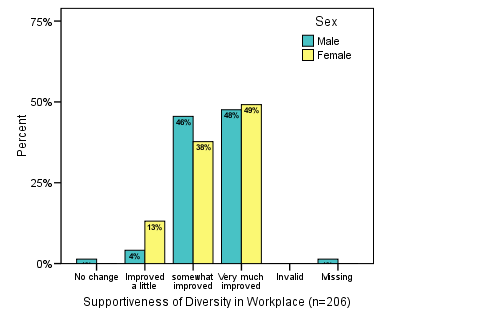 75%
50%
25%
0%
Percent
Sex
Male
Female
4%
13%
46%
38%
48%
49%
No change
Improved
a little
somewhat
improved
Very much
improved
Invalid
Missing
Supportiveness of Diversity in Workplace (n=206)